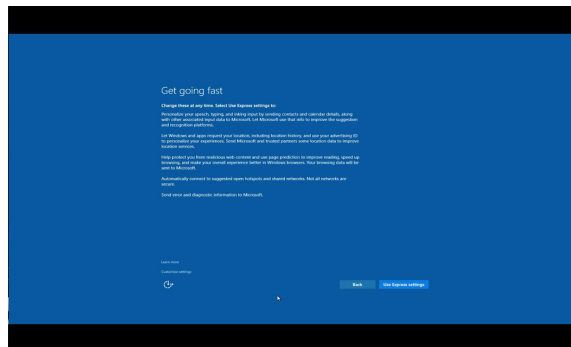 Get going fast
Change these at any time. Select Use Express settings to:
Personalize your speech, typing, and inking input by sending contacts and calendar details, along
with other associated input data to Microsoft. Let Microsoft use that info to improve the suggestion
and recognition platforms.
Let Windows and apps request your location, including location history, and use your advertising ID
to personalize your experiences. Send Microsoft and trusted partners some location data to improve
location services.
Help protect you from malicious web content and use page prediction to improve reading, speed up
browsing, and make your overall experience better in Windows browsers. Your browsing data will be
sent to Microsoft.
Automatically connect to suggested open hotspots and shared networks. Not all networks are
secure.
Send error and diagnostic information to Microsoft.
Learn more
Customize settings
Back
Use Express settings